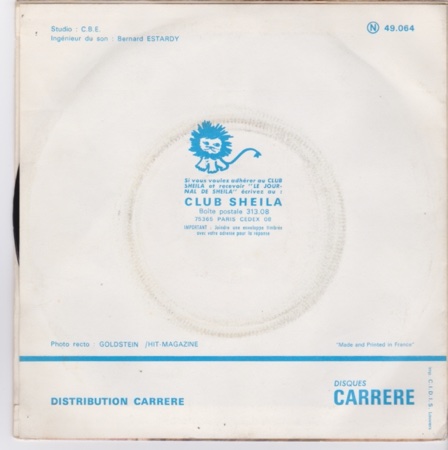 Studio : C.B.E.
Ingénieur du son : Bernard ESTARDY
N 49.064
Si vous voulez adhérer au CLUB
SHEILA et recevoir "LE JOUR-
NAL DE SHEILA" écrivez au :
CLUB SHEILA
Boîte postale 313.08
75365 PARIS CEDEX 08
IMPORTANT : Joindre une enveloppe timbrée
avec votre adresse pour la réponse
Photo recto : GOLDSTEIN /HIT-MAGAZINE
"Made and Printed in France"
DISTRIBUTION CARRERE
DISQUES
CARRERE
Imp. C.I.D.I.S.